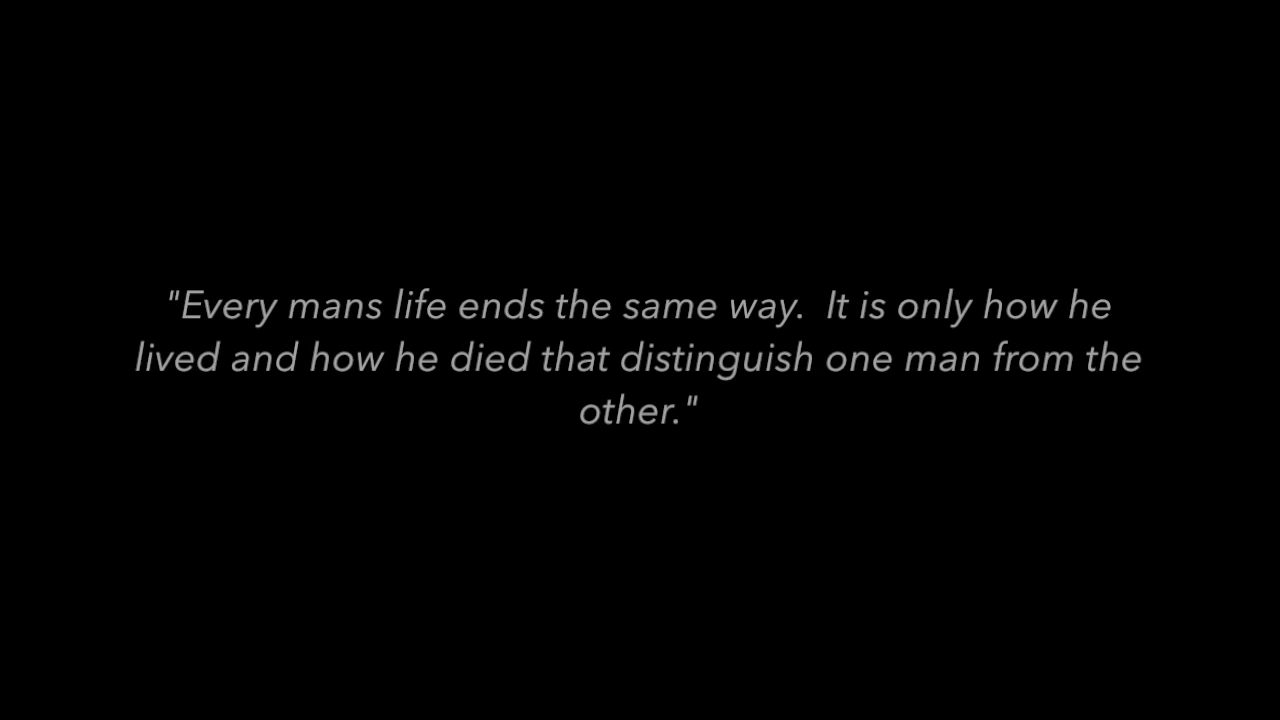 "Every mans life ends the same way.  It is only how he
lived and how he died that distinguish one man from the
other."